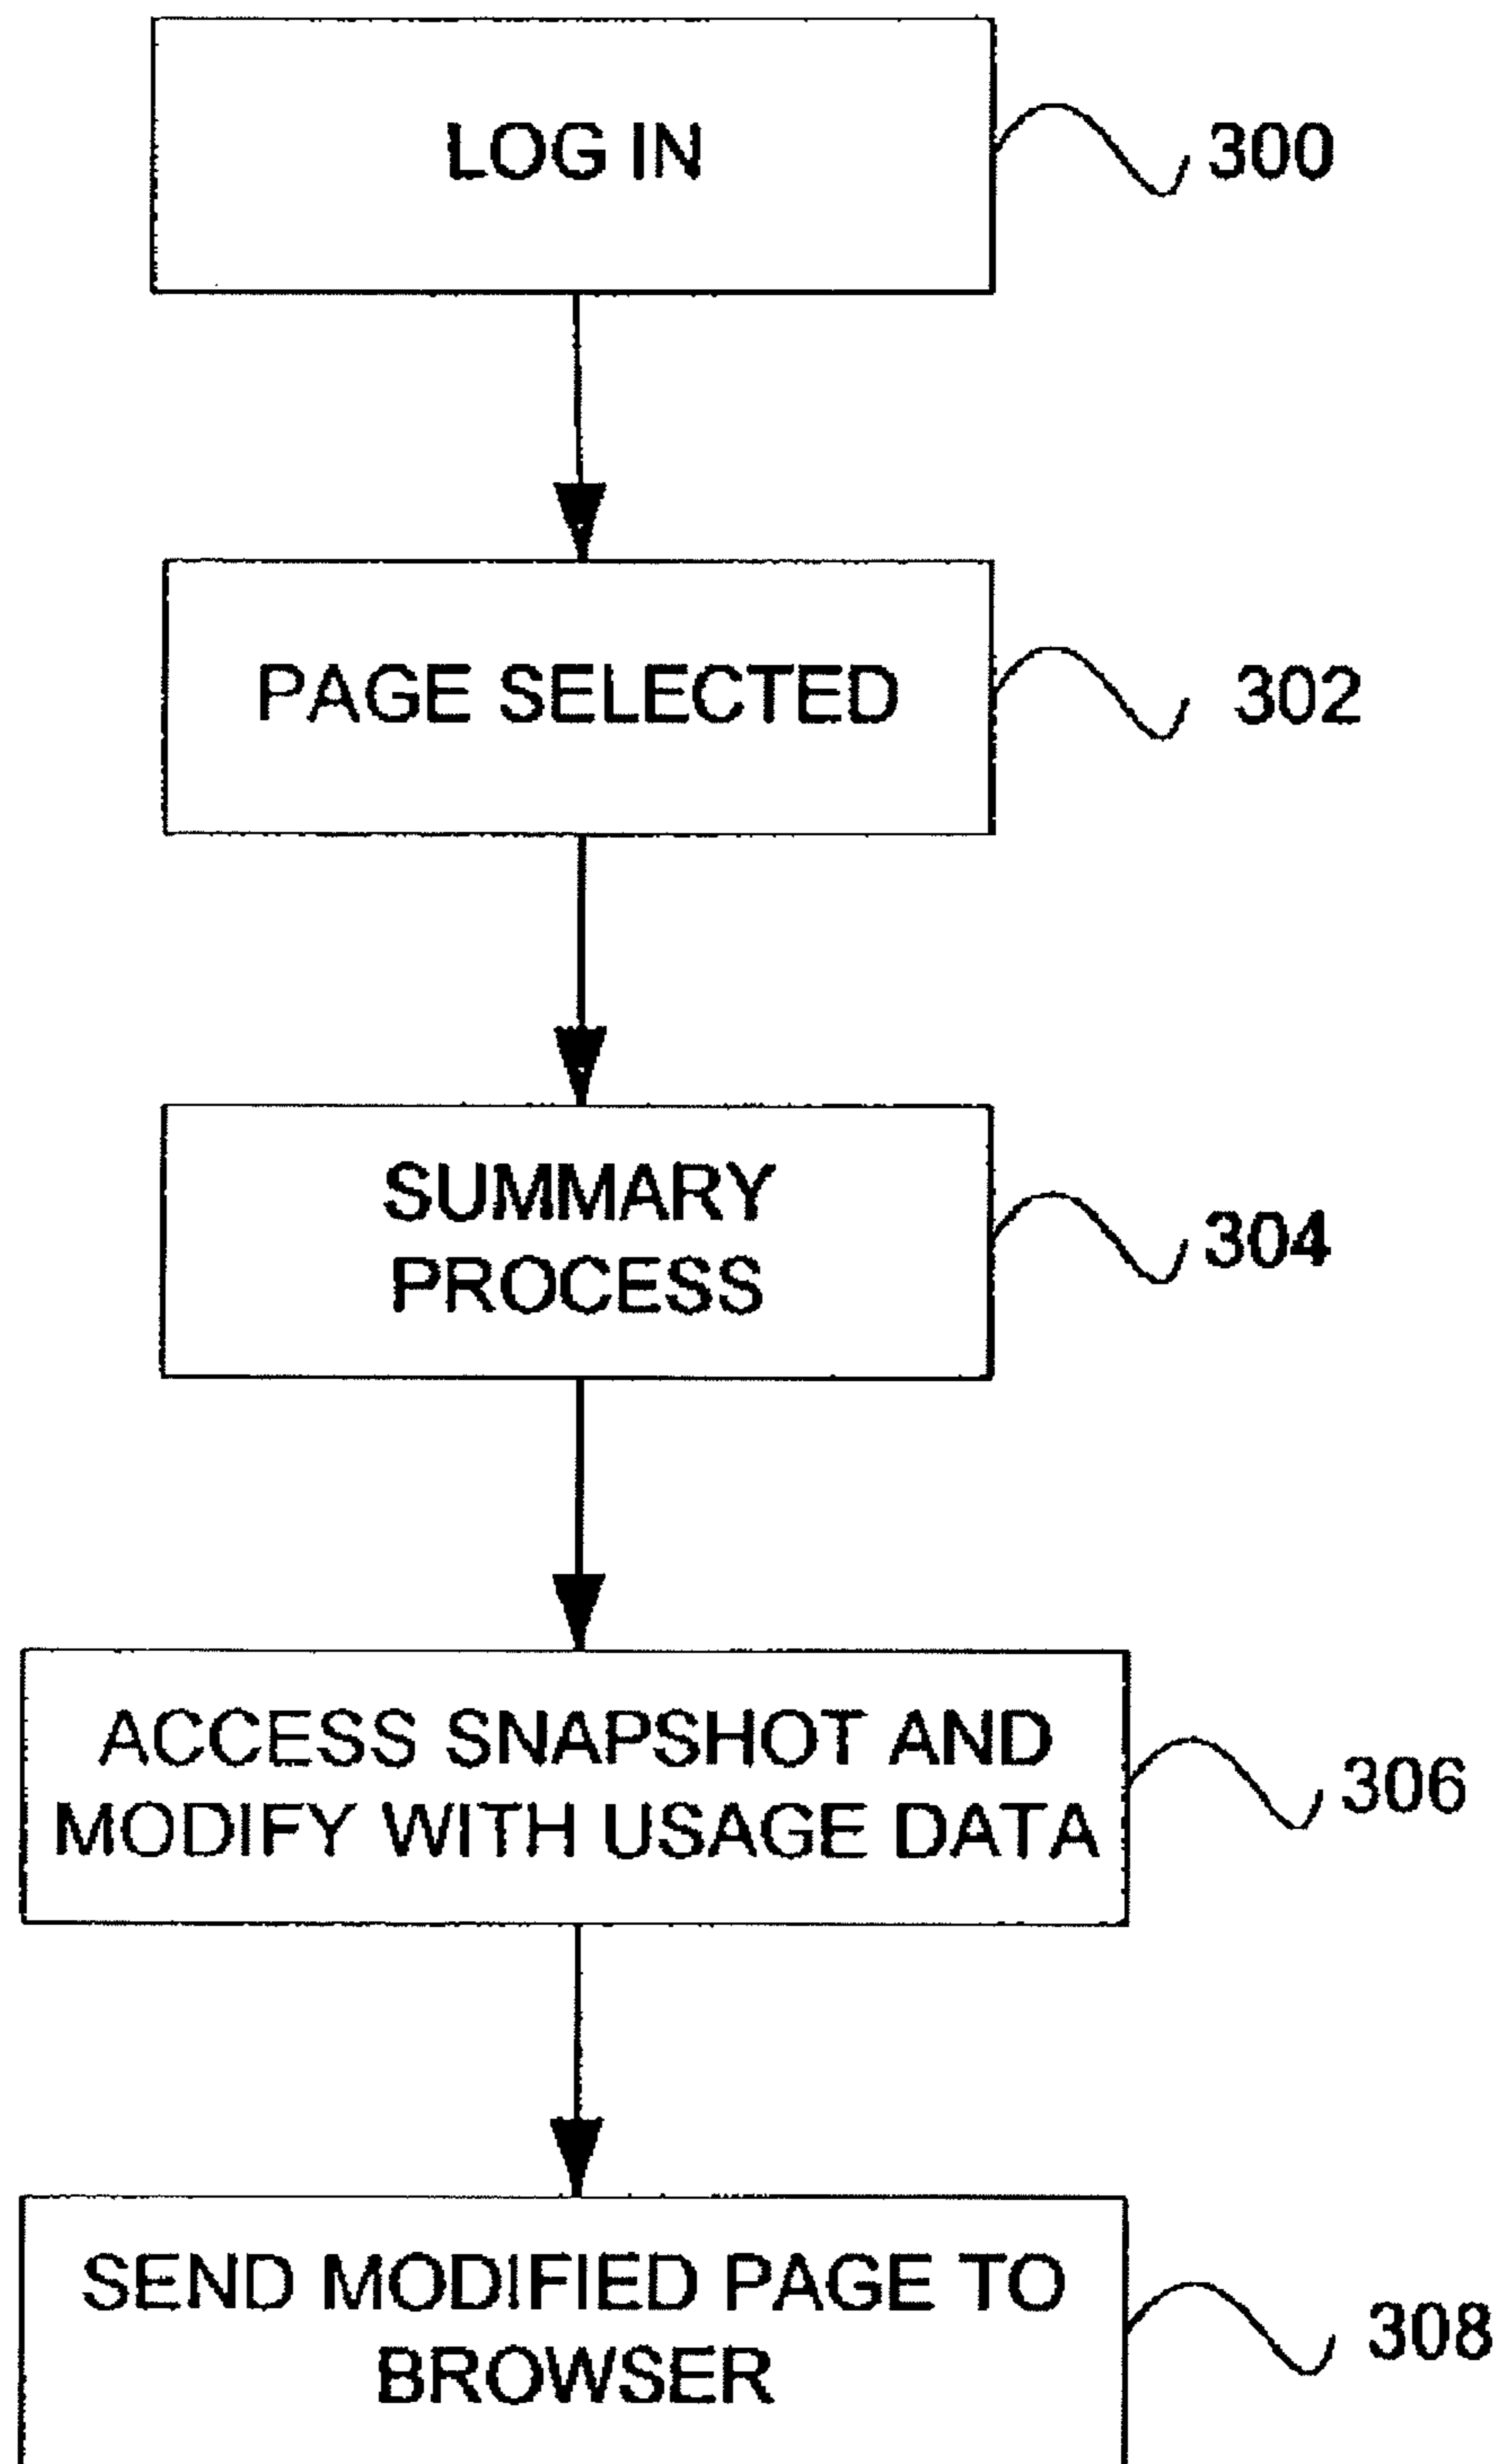 LOG IN
300
PAGE SELECTED
302
SUMMARY
PROCESS
304
ACCESS SNAPSHOT AND
MODIFY WITH USAGE DATA
306
SEND MODIFIED PAGE TO
BROWSER
308